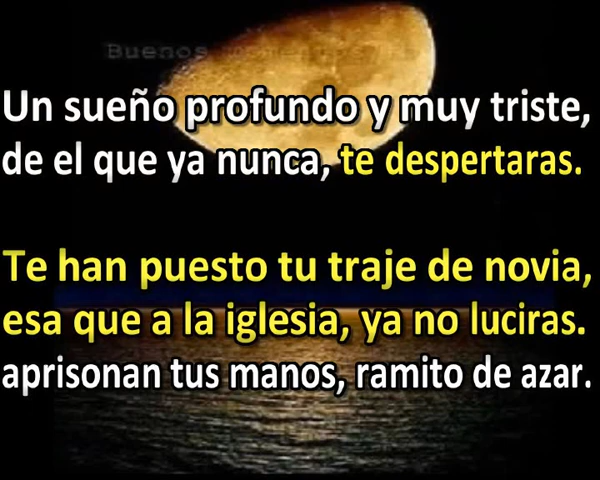 Buenos
Un sueño profundo y muy triste,
de el que ya nunca, te despertaras.
Te han puesto tu traje de novia,
esa que a la iglesia, ya no luciras.
aprisonan tus manos, ramito de azar.